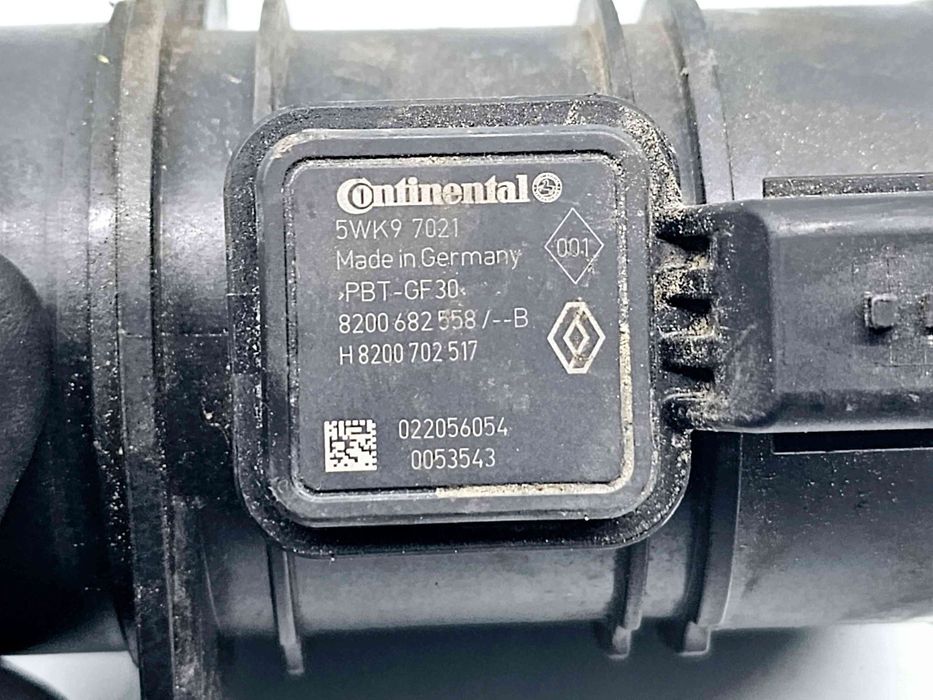 Continental
5WK9 7021
001
Made in Germany
>PBT-GF30<
8200 682 558 /--B
H 8200 702 517
022056054
0053543